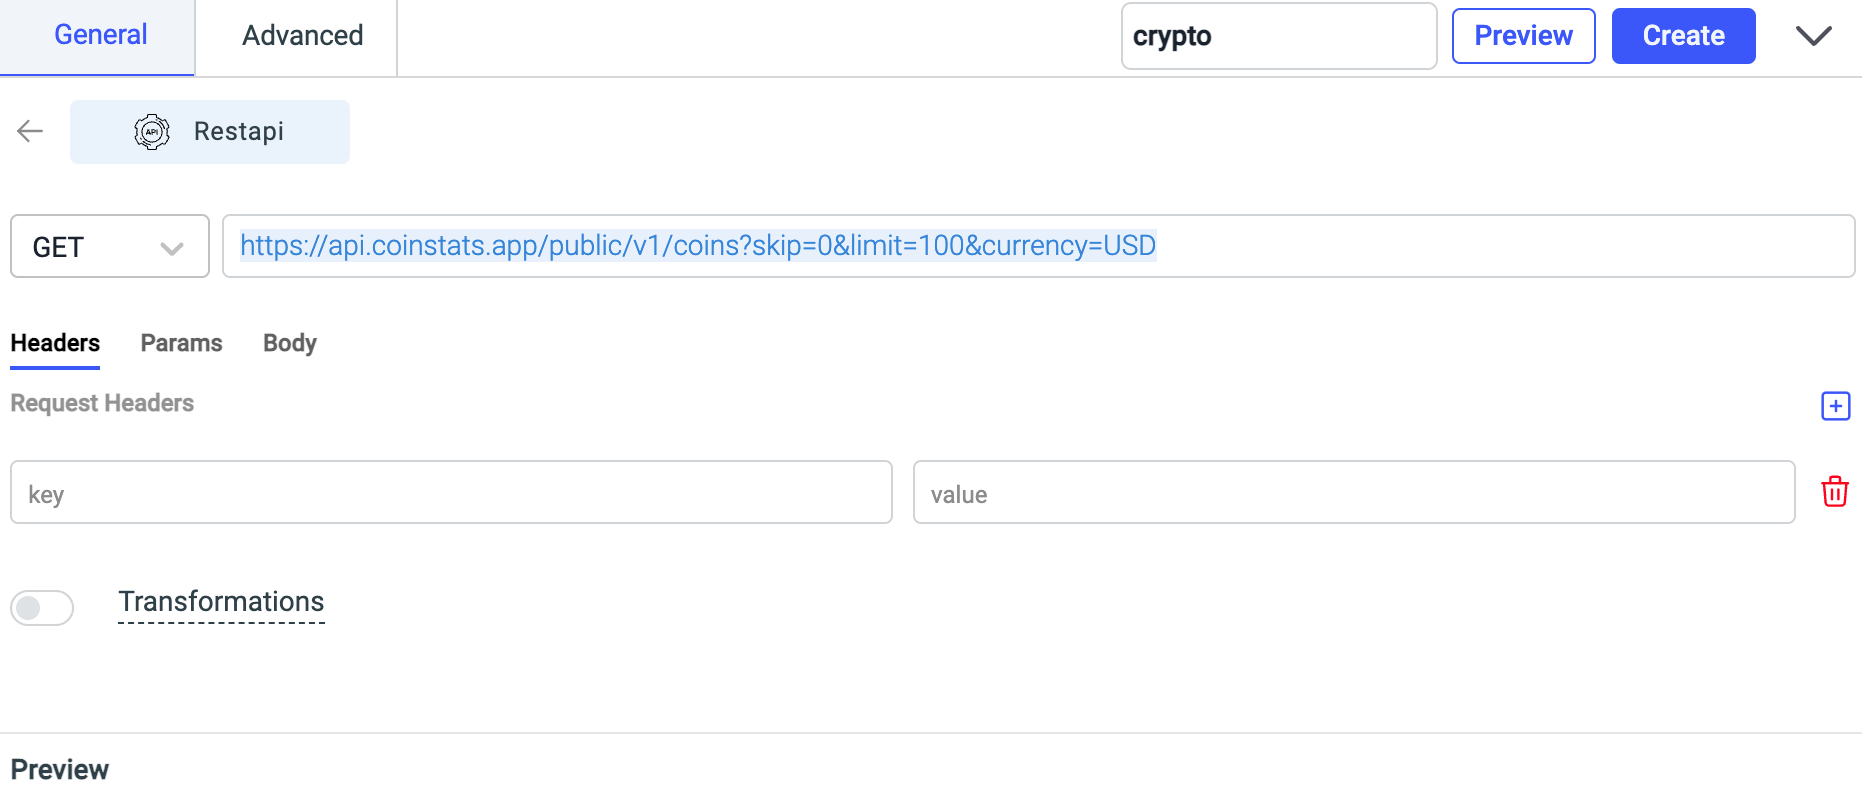 General Advanced crypto Preview Create
API Restapi
GET https://api.coinstats.app/public/v1/coins?skip=0&limit=100&currency=USD
Headers Params Body
Request Headers
key value
Transformations
Preview